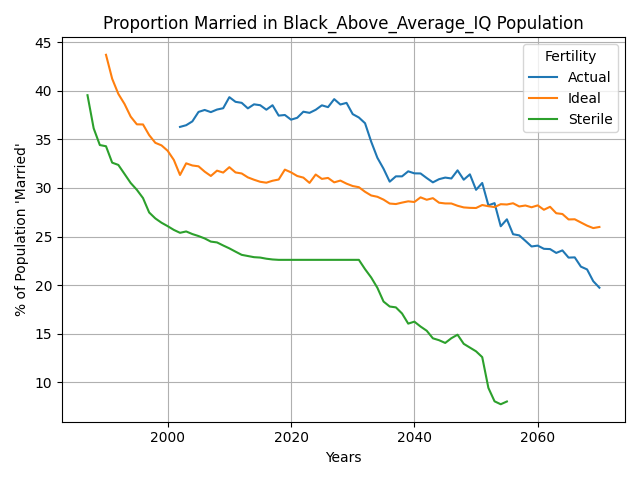 Proportion Married in Black_Above_Average_IQ Population
% of Population 'Married'
45
40
35
30
25
20
15
10
Fertility
Actual
Ideal
Sterile
2000 2020 2040 2060
Years